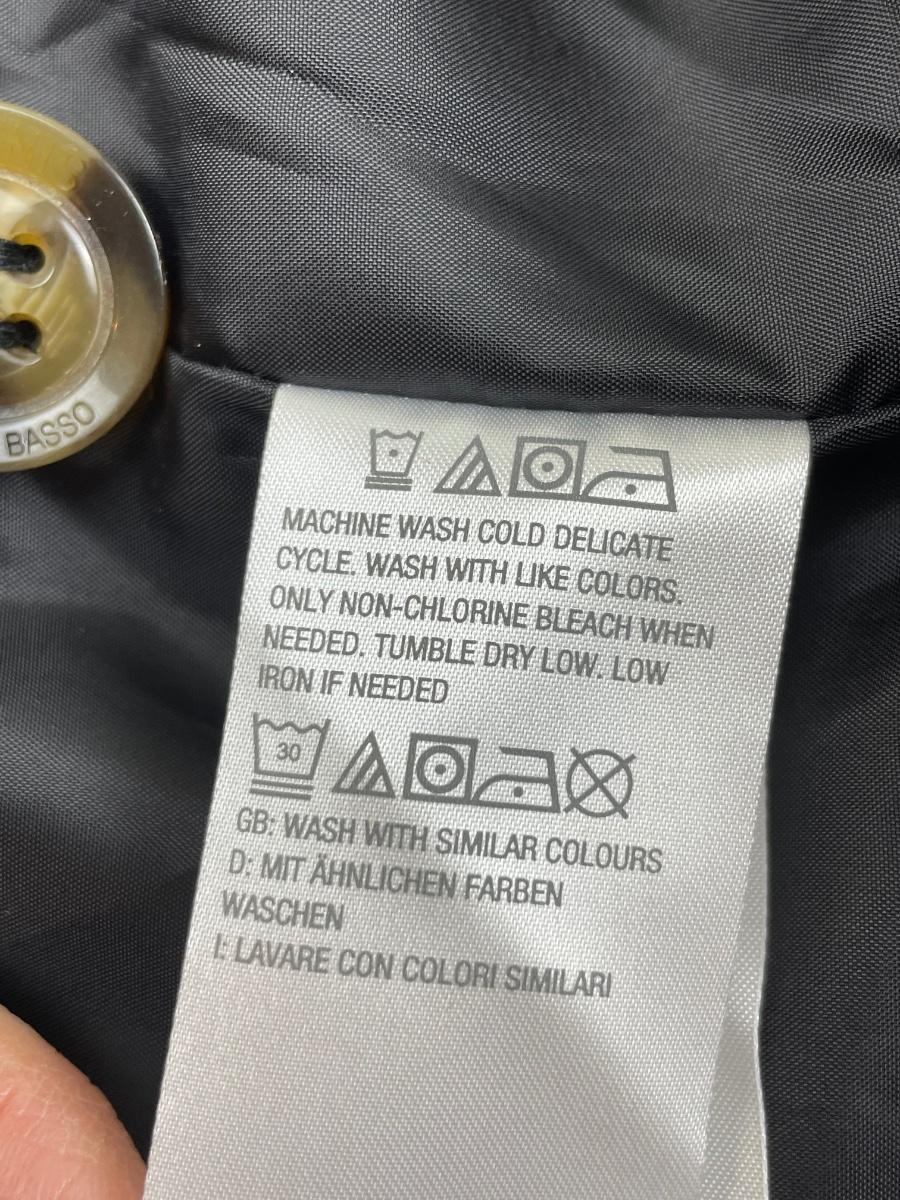 BASSO
MACHINE WASH COLD DELICATE
CYCLE. WASH WITH LIKE COLORS.
ONLY NON-CHLORINE BLEACH WHEN
NEEDED. TUMBLE DRY LOW. LOW
IRON IF NEEDED
30
GB: WASH WITH SIMILAR COLOURS
D: MIT ÄHNLICHEN FARBEN
WASCHEN
I: LAVARE CON COLORI SIMILARI